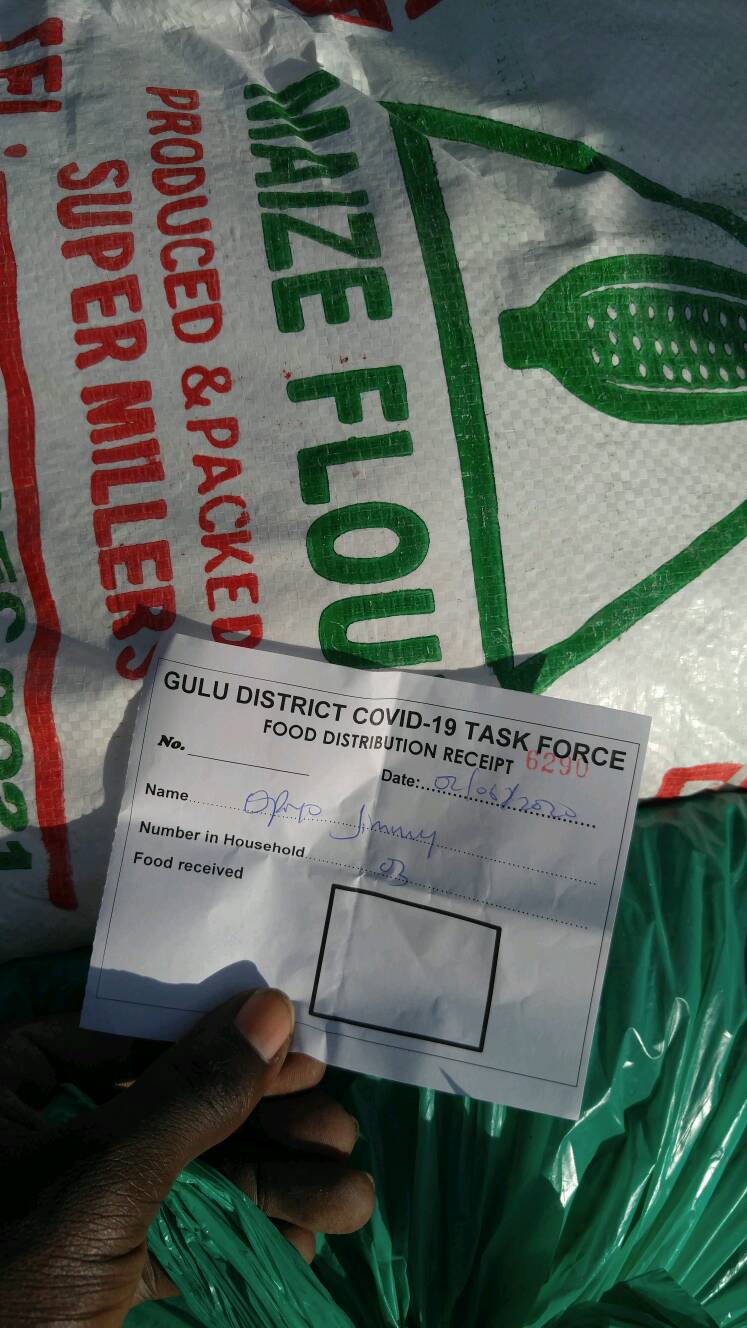 MAIZE FLOU
PRODUCED & PACKED
SUPER MILLERS
2021
GULU DISTRICT COVID-19 TASK FORCE
FOOD DISTRIBUTION RECEIPT 6290
No.
Date: 02/06/2020
Name Jimmy
Number in Household 03
Food received